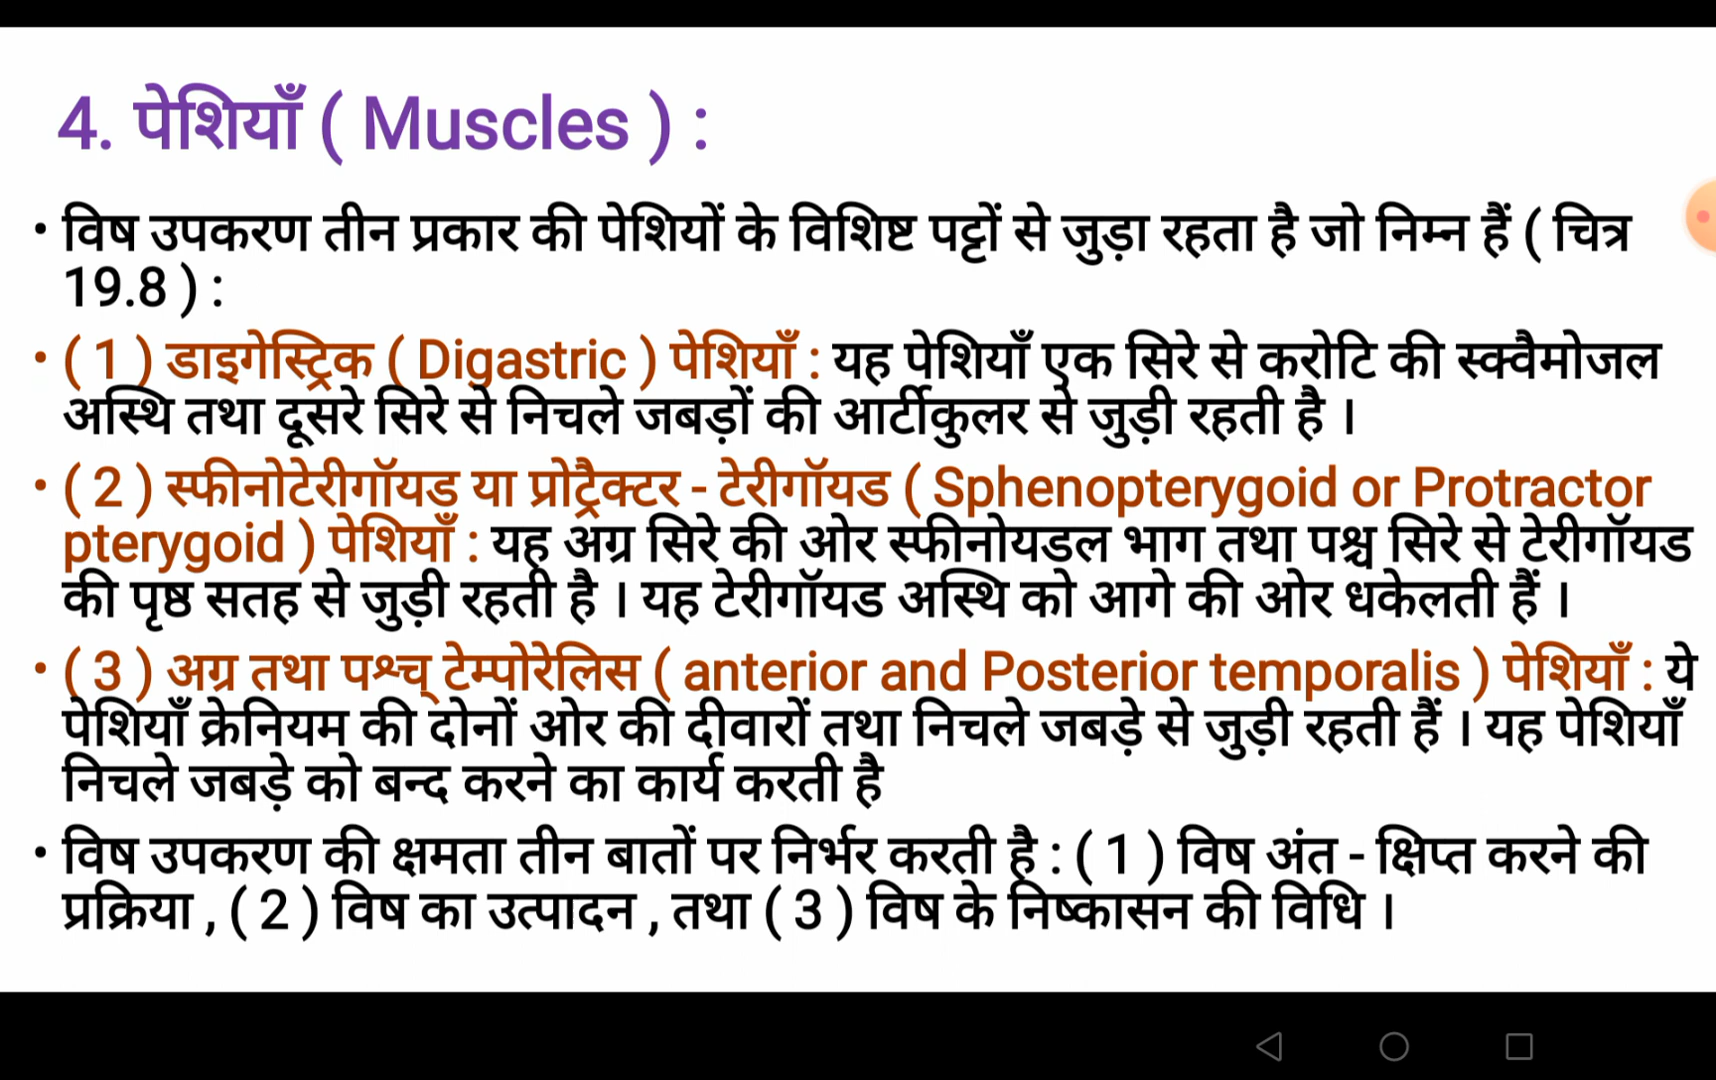 4. पेशियाँ ( Muscles ) :
• विष उपकरण तीन प्रकार की पेशियों के विशिष्ट पट्टों से जुड़ा रहता है जो निम्न हैं ( चित्र
19.8 ) :
• ( 1 ) डाइगेस्ट्रिक ( Digastric ) पेशियाँ : यह पेशियाँ एक सिरे से करोटि की स्क्वैमोजल
अस्थि तथा दूसरे सिरे से निचले जबड़ों की आर्टीकुलर से जुड़ी रहती है ।
• ( 2 ) स्फीनोटेरीगॉयड या प्रोट्रैक्टर - टेरीगॉयड ( Sphenopterygoid or Protractor
pterygoid ) पेशियाँ : यह अग्र सिरे की ओर स्फीनोयडल भाग तथा पश्च सिरे से टेरीगॉयड
की पृष्ठ सतह से जुड़ी रहती है । यह टेरीगॉयड अस्थि को आगे की ओर धकेलती हैं ।
• ( 3 ) अग्र तथा पश्च् टेम्पोरेलिस ( anterior and Posterior temporalis ) पेशियाँ : ये
पेशियाँ क्रेनियम की दोनों ओर की दीवारों तथा निचले जबड़े से जुड़ी रहती हैं । यह पेशियाँ
निचले जबड़े को बन्द करने का कार्य करती है
• विष उपकरण की क्षमता तीन बातों पर निर्भर करती है : ( 1 ) विष अंत - क्षिप्त करने की
प्रक्रिया , ( 2 ) विष का उत्पादन , तथा ( 3 ) विष के निष्कासन की विधि ।